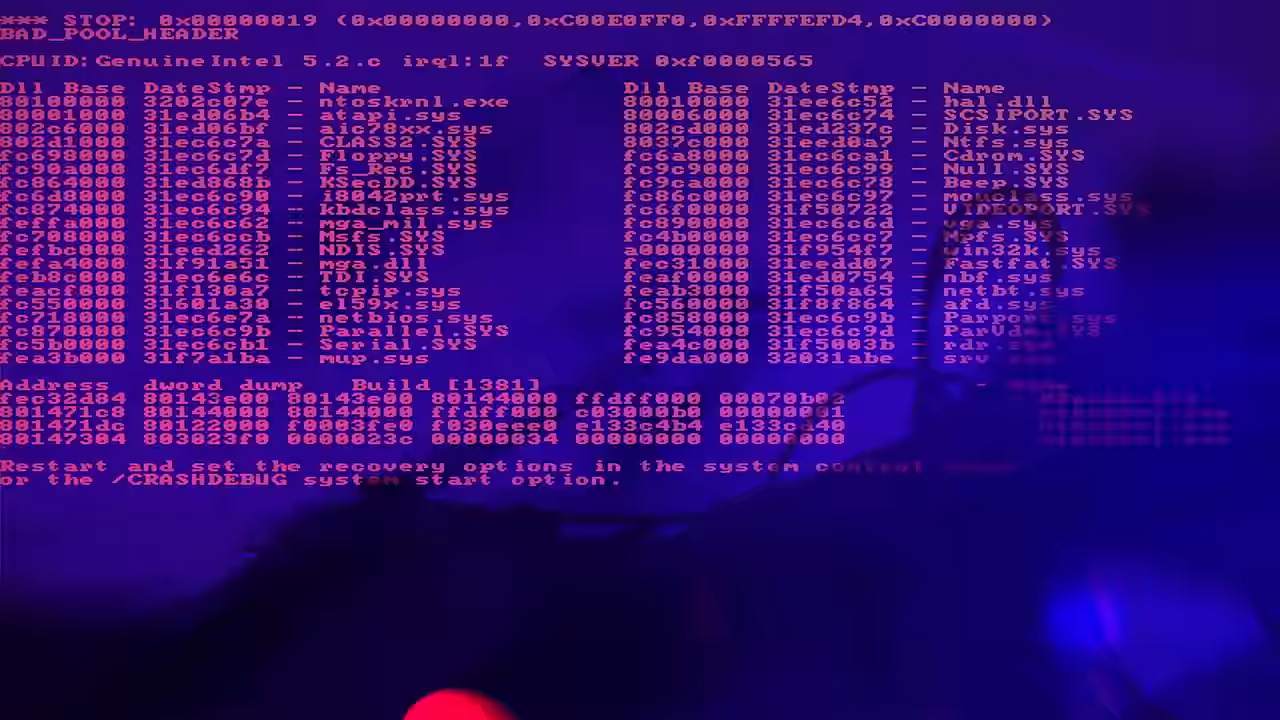 *** STOP: 0x00000019 (0x00000000,0xC00E0FF0,0xFFFFEFD4,0xC0000000)
BAD_POOL_HEADER
CPUID:GenuineIntel 5.2.c irql:1f SYSVER 0xf0000565
Dll Base DateStmp - Name Dll Base DateStmp - Name
80100000 3202c07e - ntoskrnl.exe 80010000 31ee6c52 - hal.dll
80001000 31ed06b4 - atapi.sys 80006000 31ec6c74 - SCSIPORT.SYS
802c6000 31ed06bf - aic78xx.sys 802cd000 31ed237c - Disk.sys
802d1000 31ec6c7a - CLASS2.SYS 8037c000 31eed0a7 - Ntfs.sys
fc698000 31ec6c7d - Floppy.SYS fc6a8000 31ec6ca1 - Cdrom.SYS
fc90a000 31ec6df7 - Fs_Rec.SYS fc9c9000 31ec6c99 - Null.SYS
fc864000 31ed868b - KSecDD.SYS fc9ca000 31ec6c78 - Beep.SYS
fc6d8000 31ec6c90 - i8042prt.sys fc86c000 31ec6c97 - mouclass.sys
fc874000 31ec6c94 - kbdclass.sys fc6f0000 31f50722 - VIDEOPORT.SYS
feffa000 31ec6c62 - mga_mil.sys fc890000 31ec6c6d - vga.sys
fc708000 31ec6ccb - Msfs.SYS fc4b0000 31ec6cc7 - Npfs.SYS
fefbc000 31eed262 - NDIS.SYS a0000000 31f954f7 - win32k.sys
fefa4000 31f91a51 - mga.dll fec31000 31eedd07 - Fastfat.SYS
feb8c000 31ec6e6c - TDI.SYS feaf0000 31ed0754 - nbf.sys
feacf000 31f130a7 - tcpip.sys feab3000 31f50a65 - netbt.sys
fc550000 31601a30 - el59x.sys fc560000 31f8f864 - afd.sys
fc718000 31ec6e7a - netbios.sys fc858000 31ec6c9b - Parport.sys
fc870000 31ec6c9b - Parallel.SYS fc954000 31ec6c9d - SYS
fc5b0000 31ec6cb1 - Serial.SYS fea4c000 31f5003b - rdr.
fea3b000 31f7a1ba - mup.sys fe9da000 32031abe - srv
Address dword dump Build [1381] -
fec32d84 80143e00 80143e00 80144000 ffdff000 00070b02
801471c8 80144000 80144000 ffdff000 c03000b0 00000001
801471dc 80122000 f0003fe0 f030eee0 e133c4b4 e133cd40
80147304 803023f0 0000023c 00000034 00000000 00000000
Restart and set the recovery options in the system control
or the /CRASHDEBUG system start option.